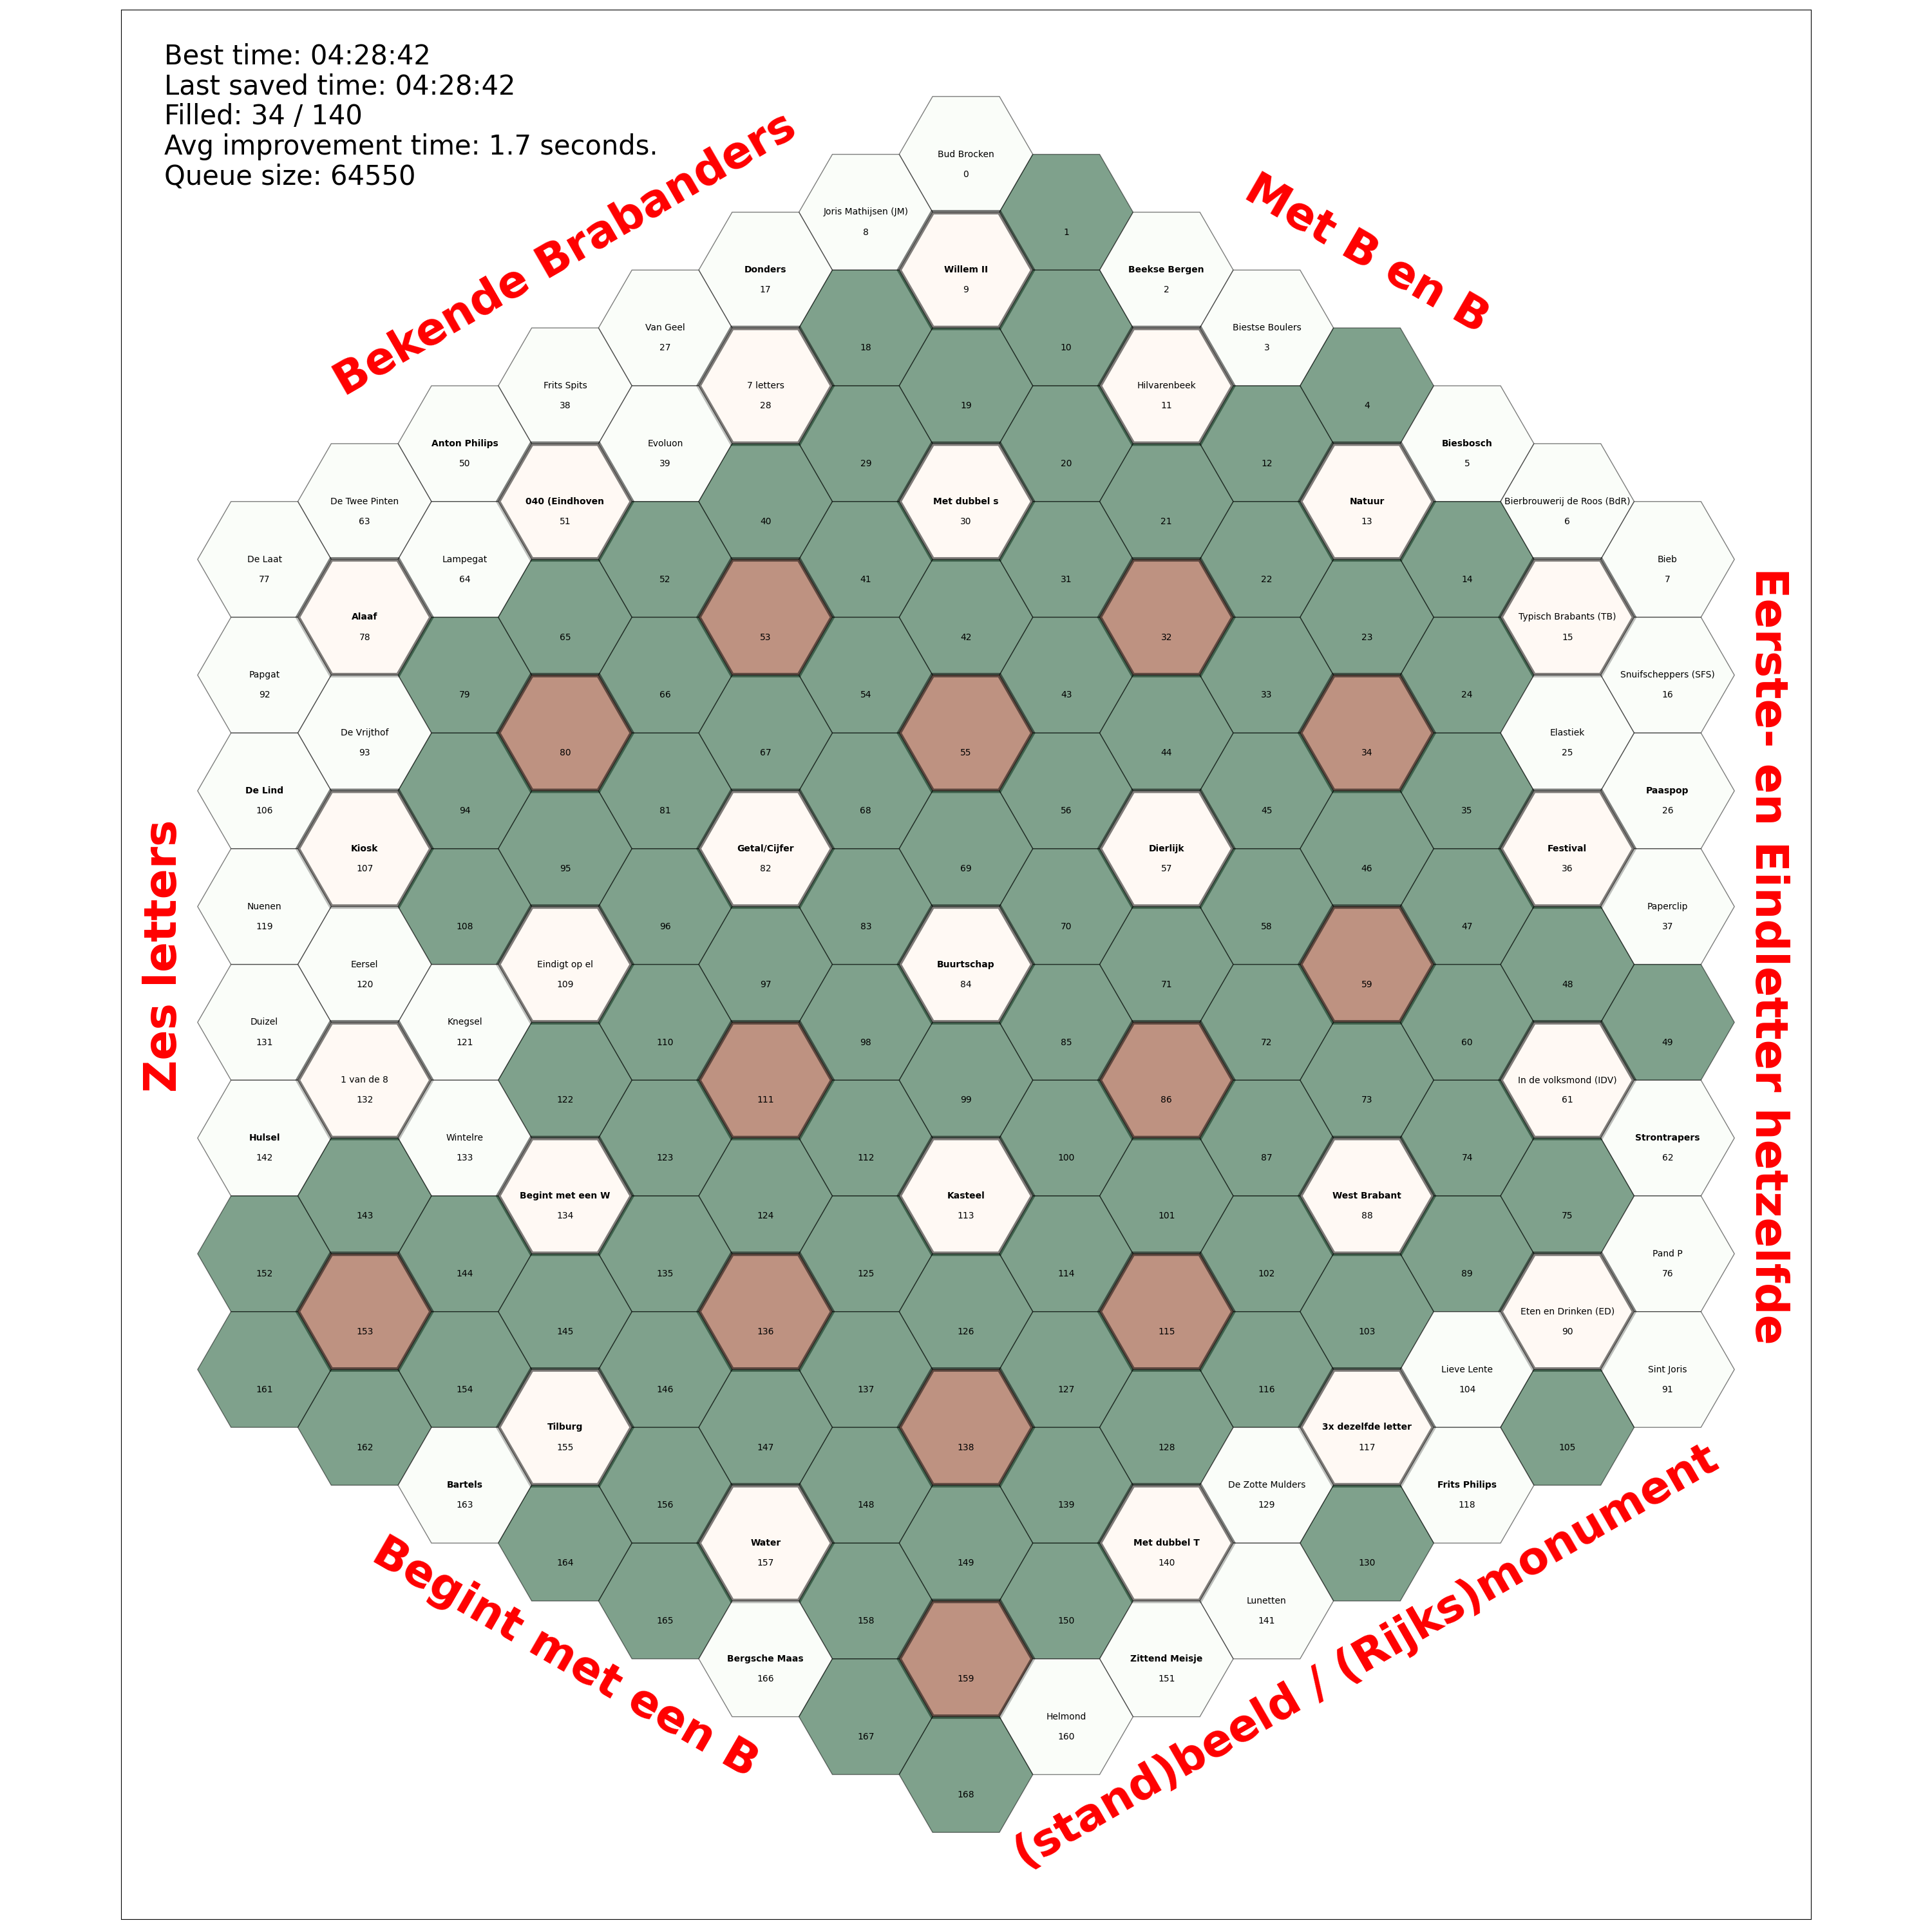 Best time: 04:28:42
Last saved time: 04:28:42
Filled: 34 / 140
Avg improvement time: 1.7 seconds.
Queue size: 64550
Bekende Brabanders
Met B en B
Eerste- en Eindletter hetzelfde
(stand)beeld / (Rijks)monument
Begint met een B
Zes letters
Bud Brocken
0
Joris Mathijsen (JM)
8
1
Donders
17
Willem II
9
Beekse Bergen
2
Van Geel
27
18
10
Biestse Boulers
3
Frits Spits
38
7 letters
28
19
Hilvarenbeek
11
4
Anton Philips
50
Evoluon
39
29
20
12
Biesbosch
5
De Twee Pinten
63
040 (Eindhoven
51
40
Met dubbel s
30
21
Natuur
13
Bierbrouwerij de Roos (BdR)
6
De Laat
77
Lampegat
64
52
41
31
22
14
Bieb
7
Alaaf
78
65
53
42
32
23
Typisch Brabants (TB)
15
Papgat
92
79
66
54
43
33
24
Snuifscheppers (SFS)
16
De Vrijthof
93
80
67
55
44
34
Elastiek
25
De Lind
106
94
81
68
56
45
35
Paaspop
26
Kiosk
107
95
Getal/Cijfer
82
69
Dierlijk
57
46
Festival
36
Nuenen
119
108
96
83
70
58
47
Paperclip
37
Eersel
120
Eindigt op el
109
97
Buurtschap
84
71
59
48
Duizel
131
Knegsel
121
110
98
85
72
60
49
1 van de 8
132
122
111
99
86
73
In de volksmond (IDV)
61
Hulsel
142
Wintelre
133
123
112
100
87
74
Strontrapers
62
143
Begint met een W
134
124
Kasteel
113
101
West Brabant
88
75
152
144
135
125
114
102
89
Pand P
76
153
145
136
126
115
103
Eten en Drinken (ED)
90
161
154
146
137
127
116
Lieve Lente
104
Sint Joris
91
162
Tilburg
155
147
138
128
3x dezelfde letter
117
105
Bartels
163
156
148
139
De Zotte Mulders
129
Frits Philips
118
164
Water
157
149
Met dubbel T
140
130
165
158
150
Lunetten
141
Bergsche Maas
166
159
Zittend Meisje
151
167
Helmond
160
168